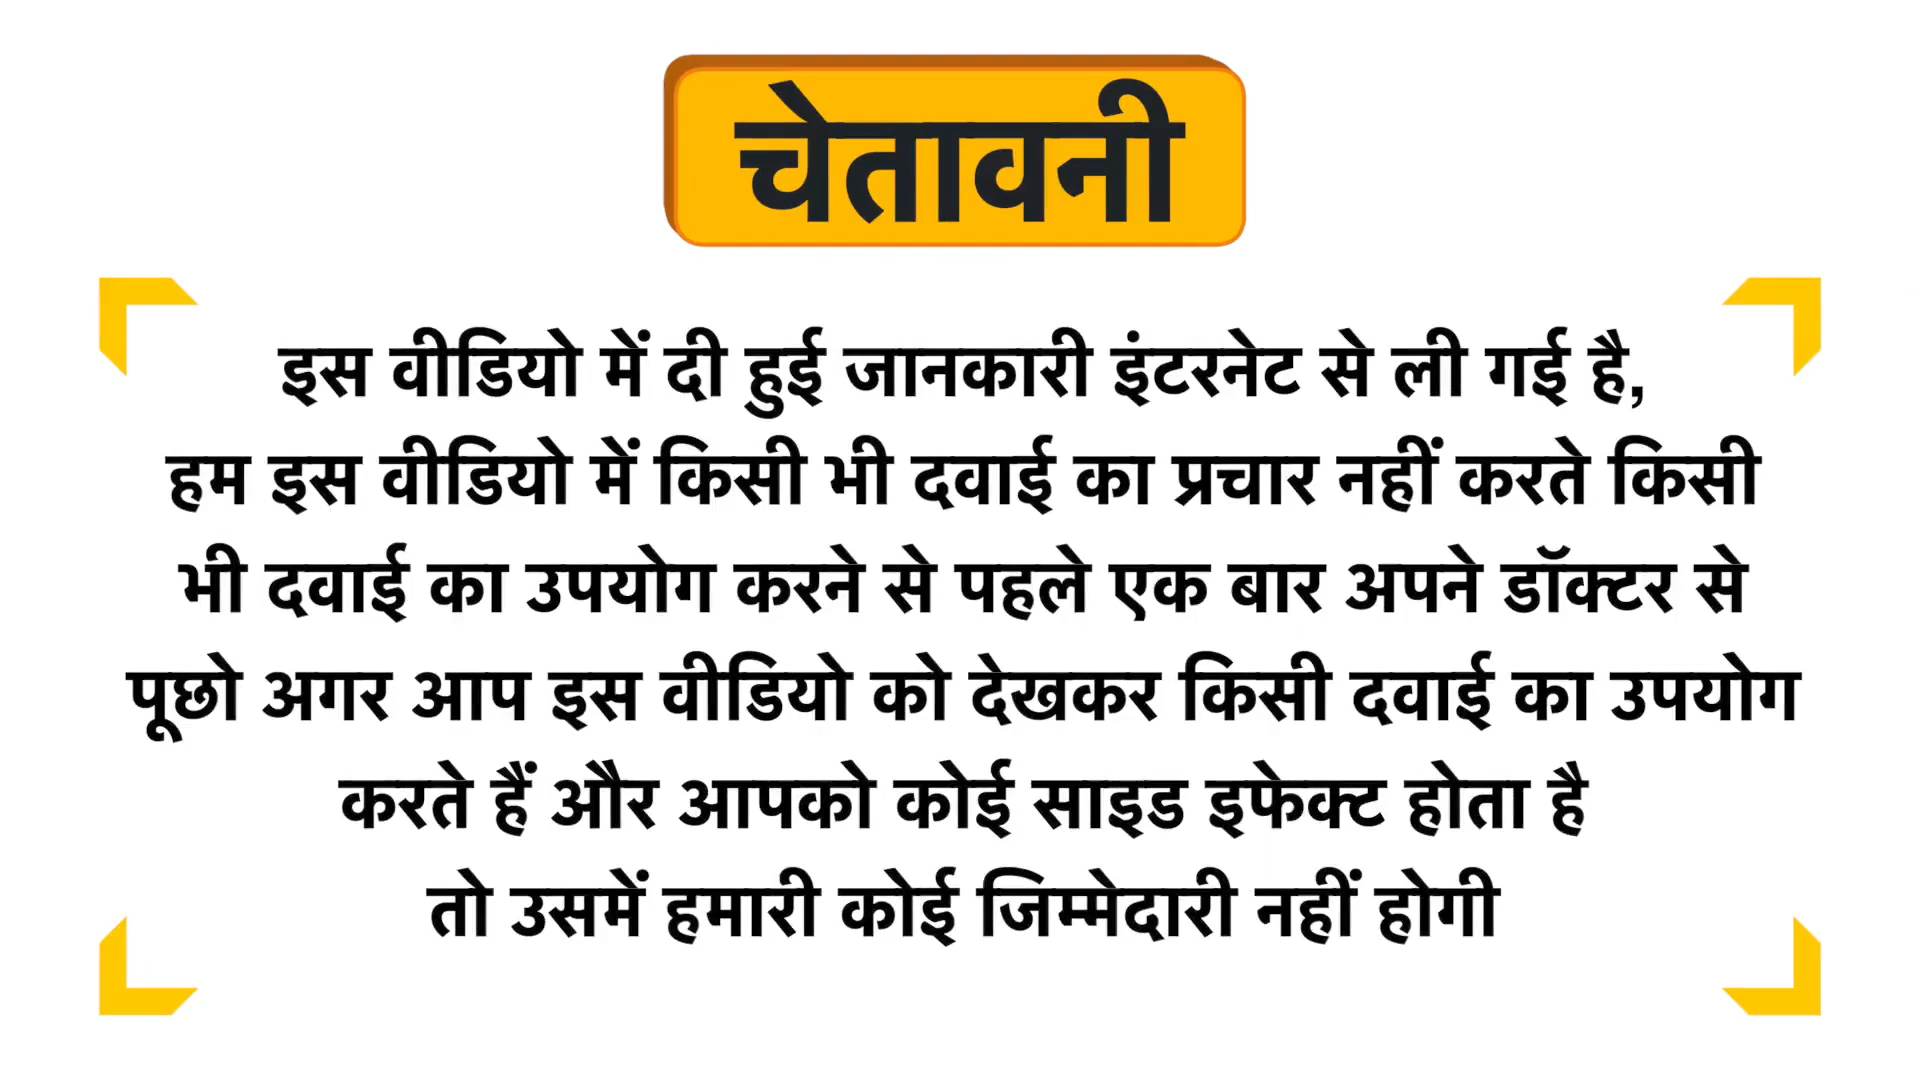 चेतावनी
इस वीडियो में दी हुई जानकारी इंटरनेट से ली गई है,
हम इस वीडियो में किसी भी दवाई का प्रचार नहीं करते किसी
भी दवाई का उपयोग करने से पहले एक बार अपने डॉक्टर से
पूछो अगर आप इस वीडियो को देखकर किसी दवाई का उपयोग
करते हैं और आपको कोई साइड इफेक्ट होता है
तो उसमें हमारी कोई जिम्मेदारी नहीं होगी